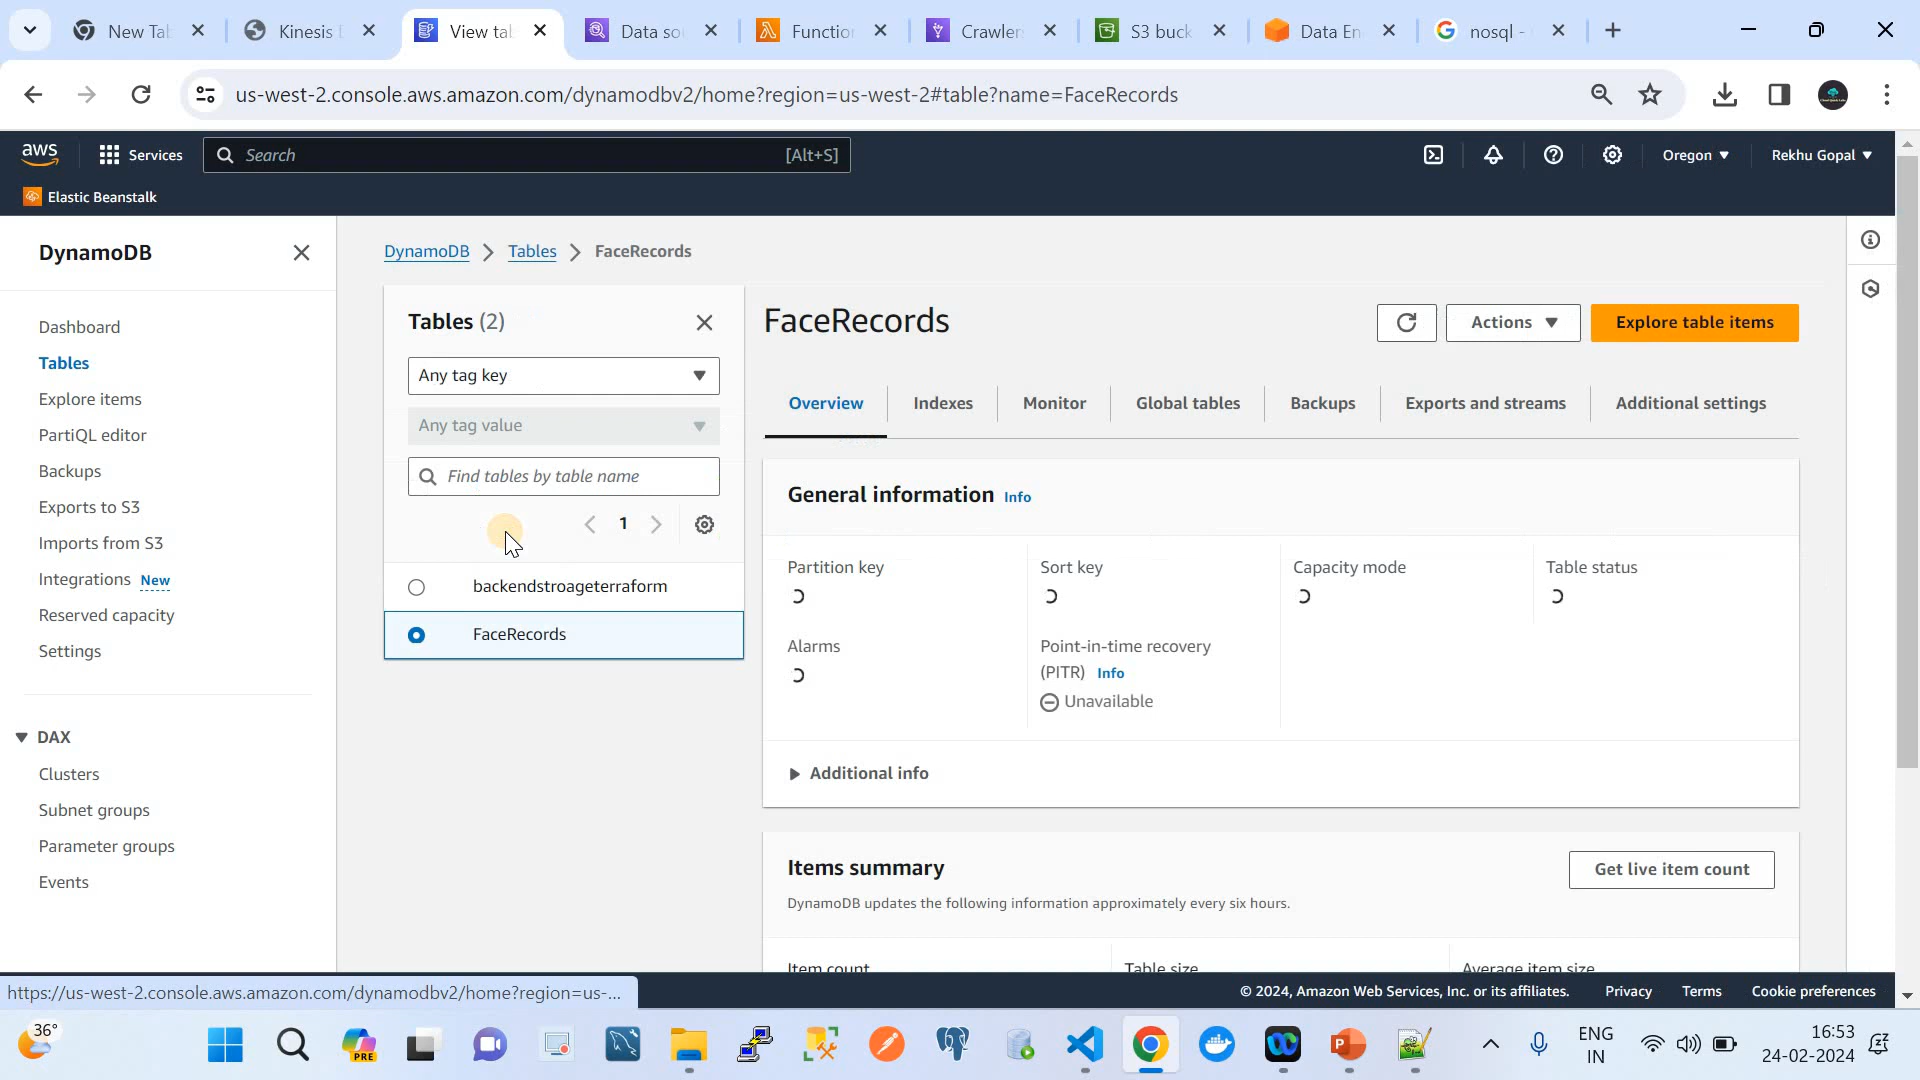 New Ta
Kinesis
View tal
Data so
Function
Crawler
S3 buck
Data En
nosql -
us-west-2.console.aws.amazon.com/dynamodbv2/home?region=us-west-2#table?name=FaceRecords
aws
Services
Search
[Alt+S]
Oregon
Rekhu Gopal
Elastic Beanstalk
DynamoDB
Dashboard
Tables
Explore items
PartiQL editor
Backups
Exports to S3
Imports from S3
Integrations New
Reserved capacity
Settings
DAX
Clusters
Subnet groups
Parameter groups
Events
DynamoDB
Tables
FaceRecords
Tables (2)
Any tag key
Any tag value
Find tables by table name
1
backendstroageterraform
FaceRecords
FaceRecords
Actions
Explore table items
Overview
Indexes
Monitor
Global tables
Backups
Exports and streams
Additional settings
General information Info
Partition key
Sort key
Capacity mode
Table status
Alarms
Point-in-time recovery
(PITR) Info
Unavailable
Additional info
Items summary
Get live item count
DynamoDB updates the following information approximately every six hours.
Item count
Table size
Average item size
https://us-west-2.console.aws.amazon.com/dynamodbv2/home?region=us-...
© 2024, Amazon Web Services, Inc. or its affiliates.
Privacy
Terms
Cookie preferences
36°
PRE
ENG
IN
16:53
24-02-2024